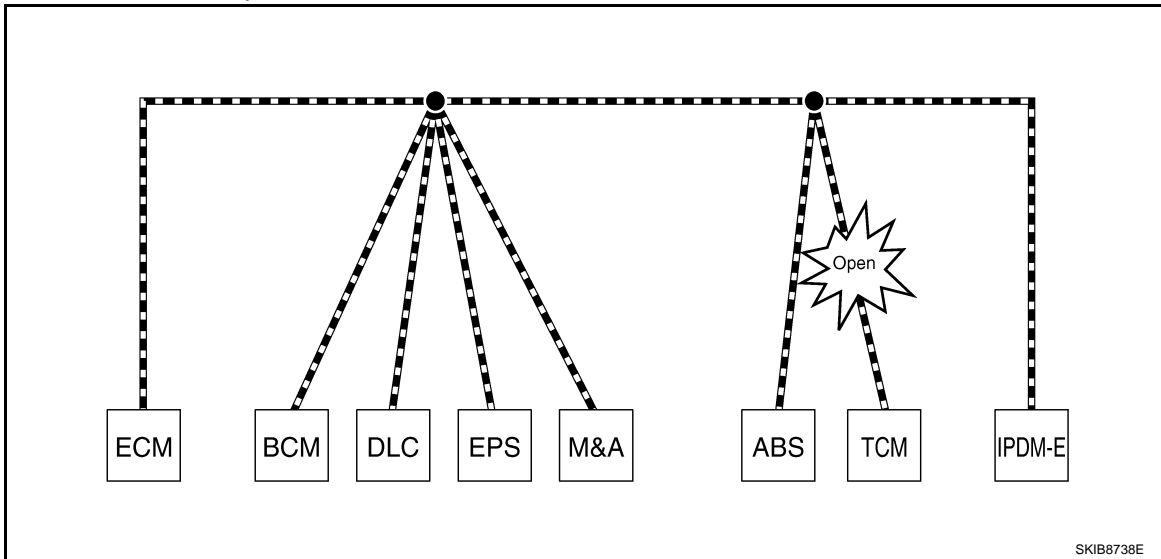 Open
ECM
BCM
DLC
EPS
M&A
ABS
TCM
IPDM-E
SKIB8738E